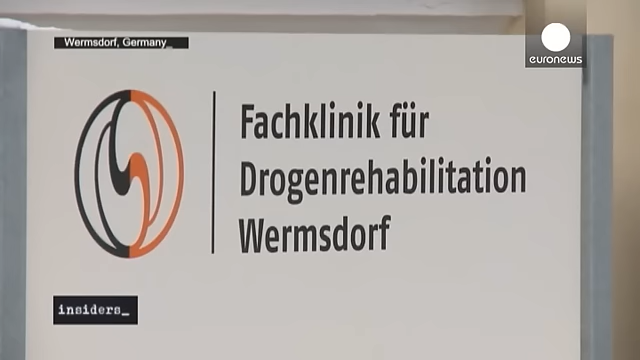 Wermsdorf, Germany_
euronews
Fachklinik für
Drogenrehabilitation
Wermsdorf
insiders_